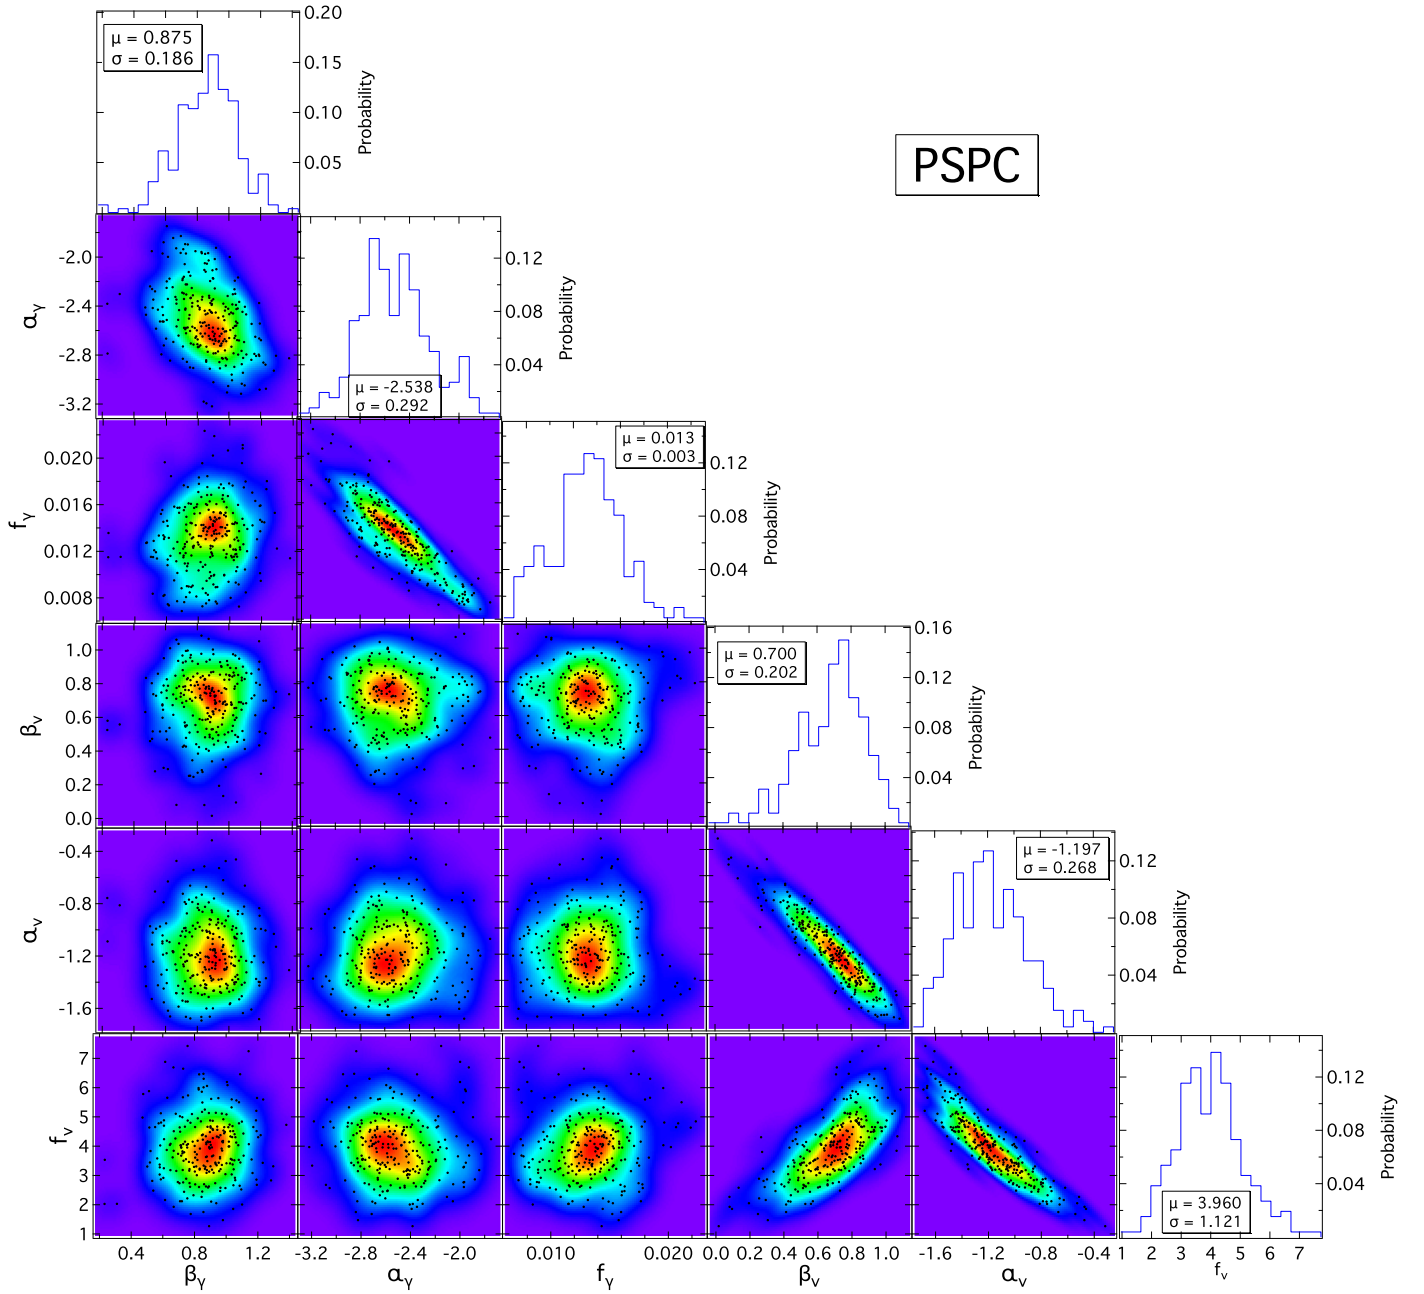 0.20
μ = 0.875
σ = 0.186
0.15
0.10
0.05
Probability
PSPC
-2.0
-2.4
-2.8
-3.2
αγ
0.12
0.08
0.04
Probability
μ = -2.538
σ = 0.292
0.020
0.016
0.012
0.008
fγ
μ = 0.013
σ = 0.003
0.12
0.08
0.04
Probability
1.0
0.8
0.6
0.4
0.2
0.0
βν
μ = 0.700
σ = 0.202
0.16
0.12
0.08
0.04
Probability
-0.4
-0.8
-1.2
-1.6
αν
μ = -1.197
σ = 0.268
0.12
0.08
0.04
Probability
7
6
5
4
3
2
1
fν
0.12
0.08
0.04
Probability
μ = 3.960
σ = 1.121
0.4 0.8 1.2
-3.2 -2.8 -2.4 -2.0
0.010 0.020
0.0 0.2 0.4 0.6 0.8 1.0
-1.6 -1.2 -0.8 -0.4
1 2 3 4 5 6 7
βγ αγ fγ βν αν fν